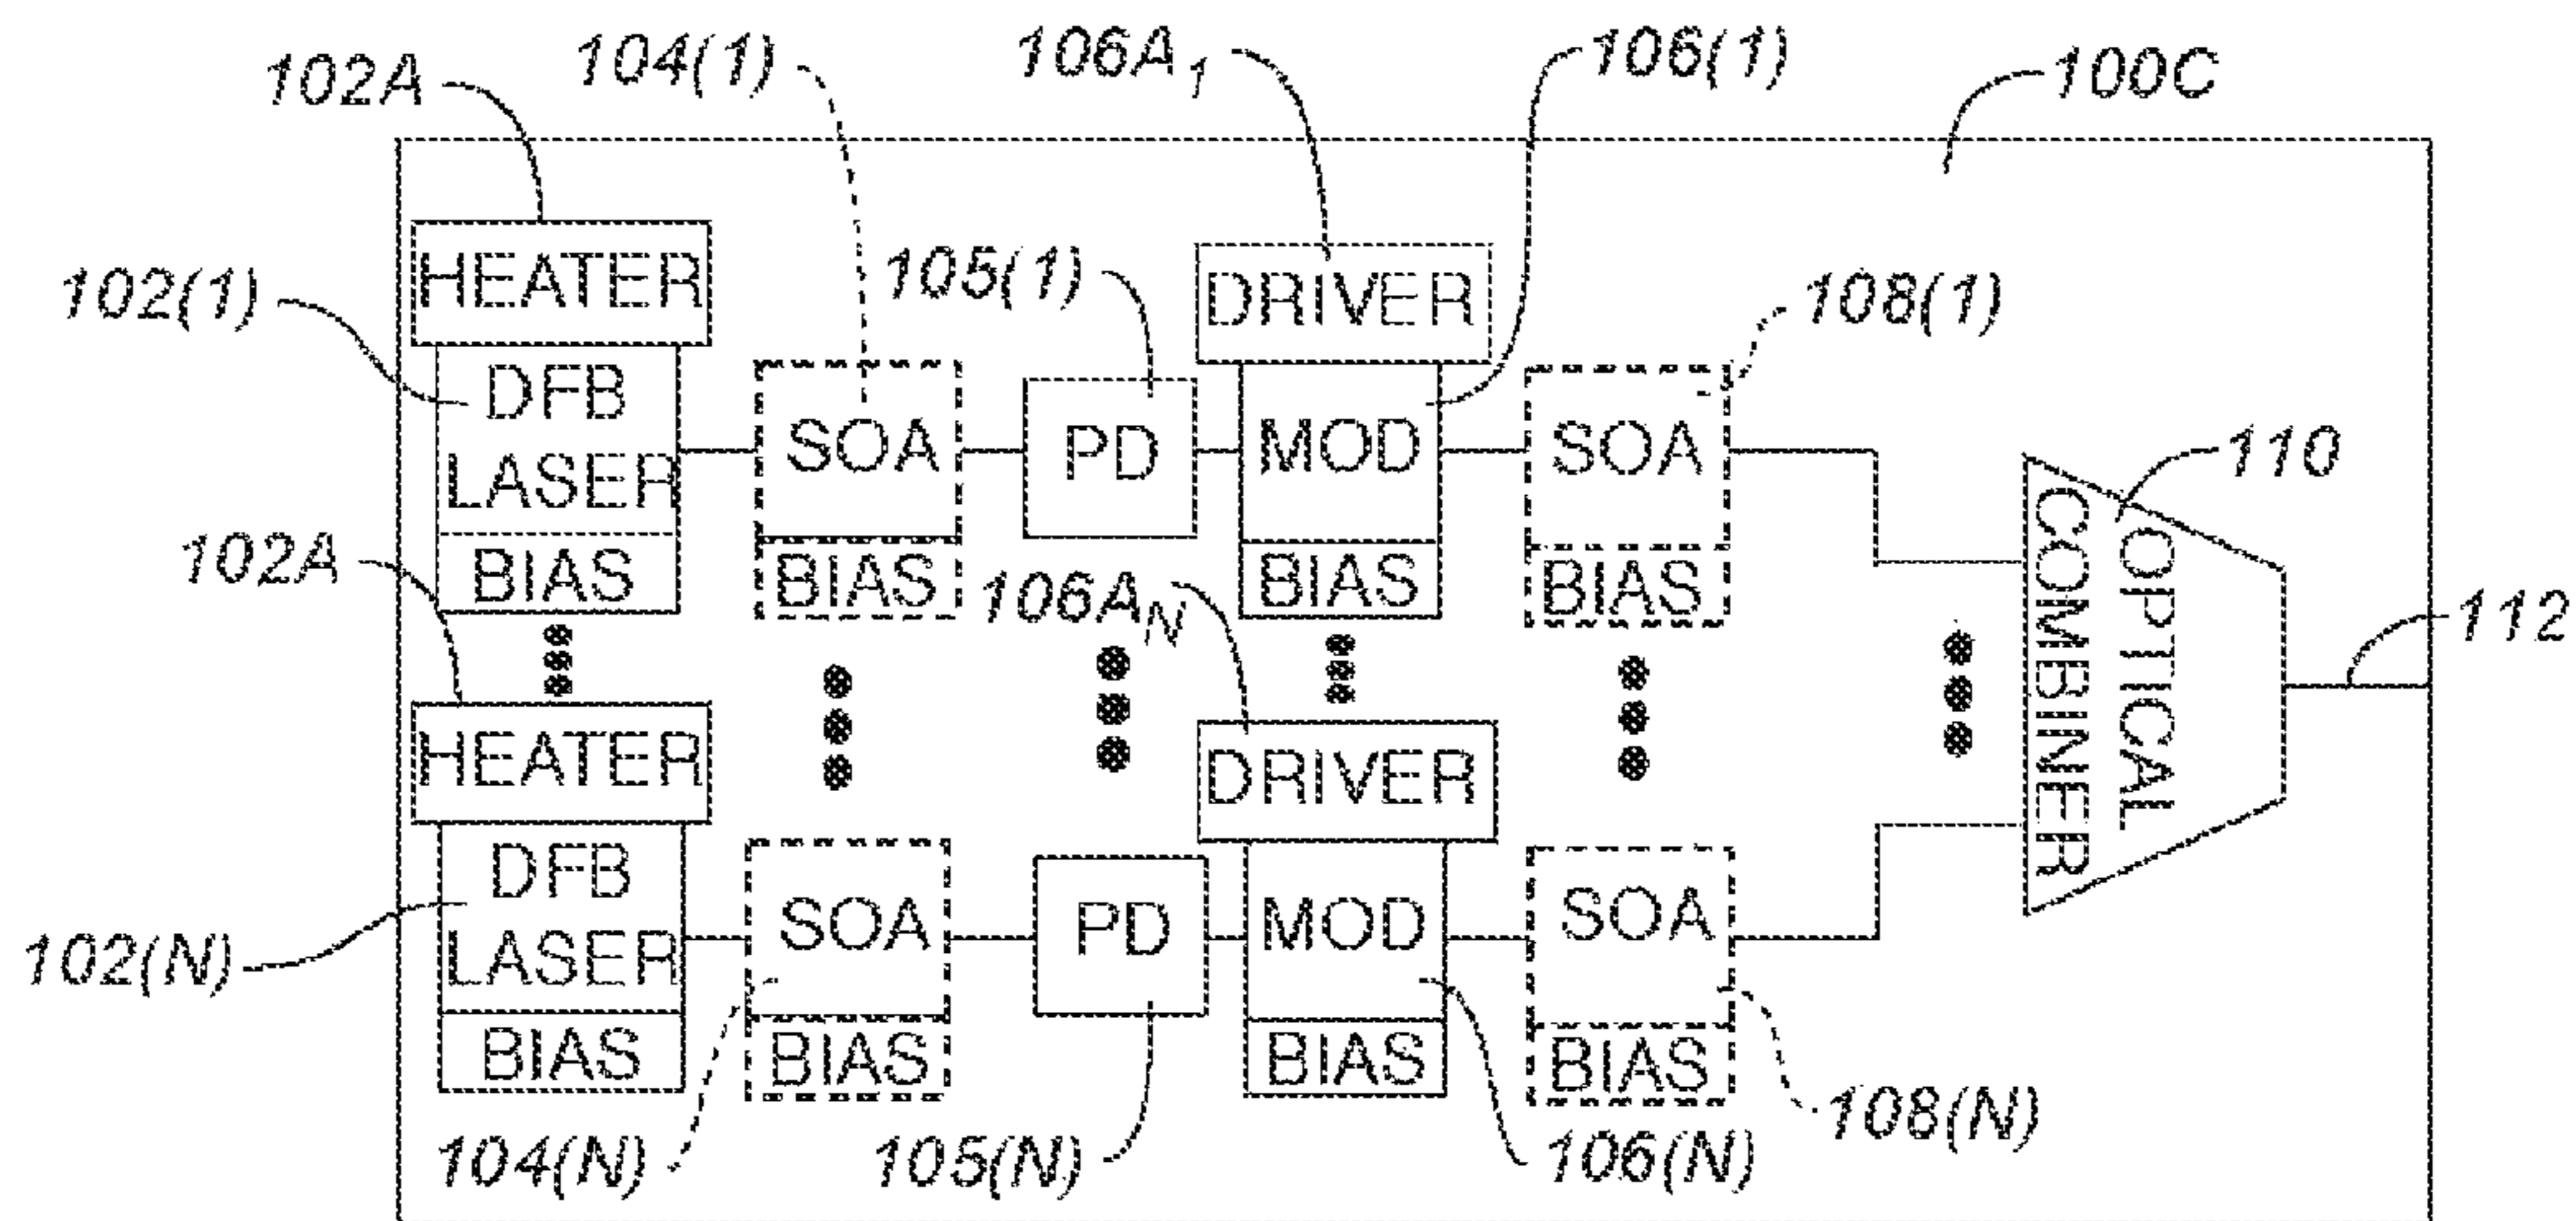 104(1)
106A1
106(1)
102A
100C
HEATER
102(1)
105(1)
DRIVER
108(1)
DFB
LASER
SOA
PD
MOD
SOA
110
BIAS
BIAS
BIAS
BIAS
OPTICAL
COMBINER
102A
106AN
112
HEATER
DRIVER
DFB
LASER
SOA
PD
MOD
SOA
102(N)
BIAS
BIAS
BIAS
BIAS
104(N)
105(N)
106(N)
108(N)